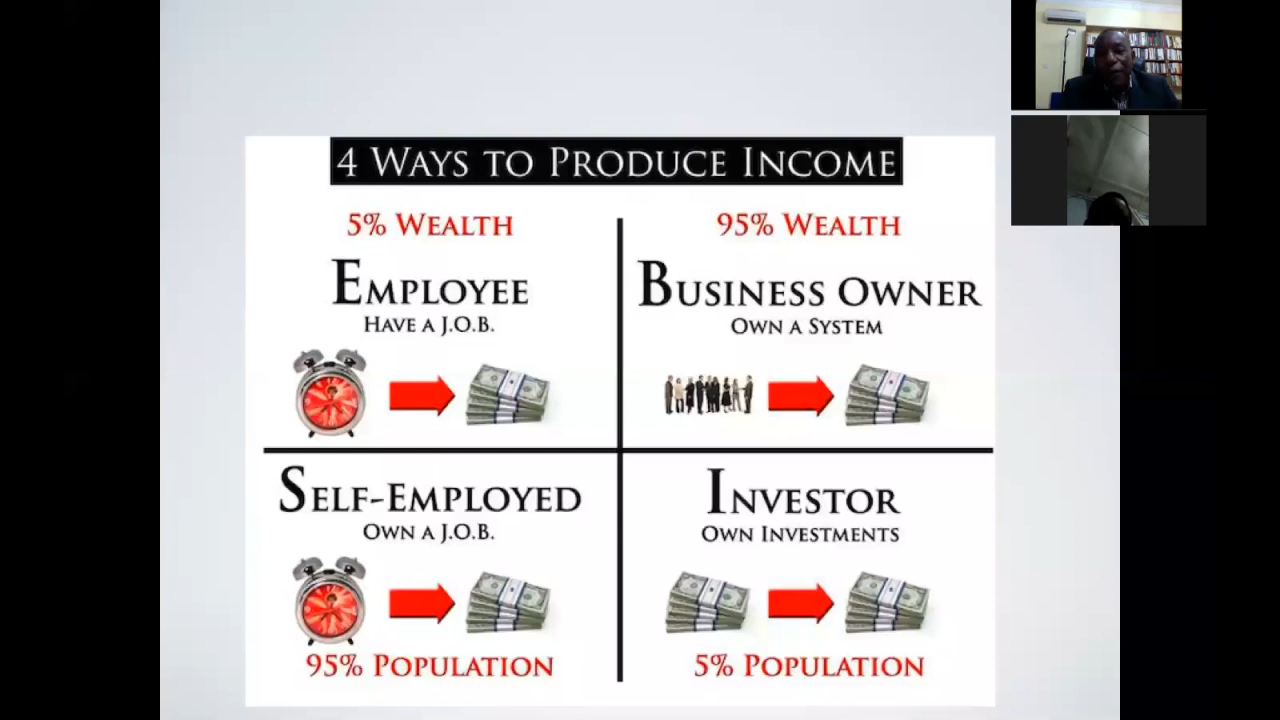 4 WAYS TO PRODUCE INCOME
5% WEALTH
EMPLOYEE
HAVE A J.O.B.
95% WEALTH
BUSINESS OWNER
OWN A SYSTEM
SELF-EMPLOYED
OWN A J.O.B.
95% POPULATION
INVESTOR
OWN INVESTMENTS
5% POPULATION